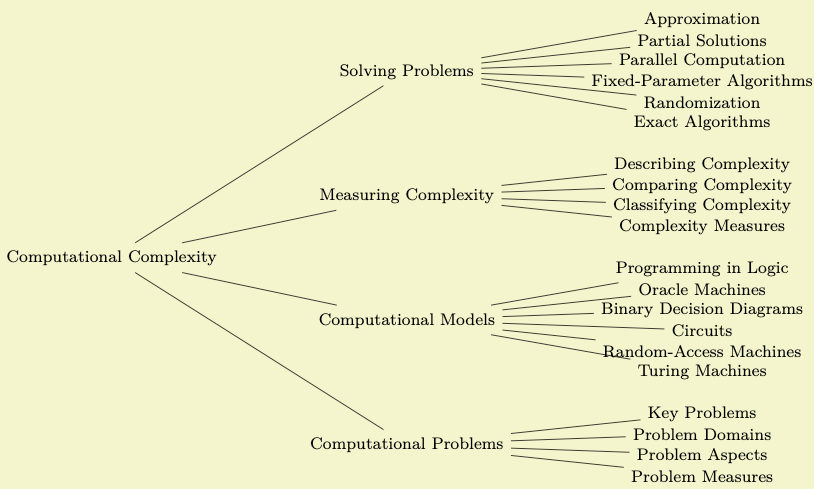 Computational Complexity
Solving Problems
Approximation
Partial Solutions
Parallel Computation
Fixed-Parameter Algorithms
Randomization
Exact Algorithms
Measuring Complexity
Describing Complexity
Comparing Complexity
Classifying Complexity
Complexity Measures
Computational Models
Programming in Logic
Oracle Machines
Binary Decision Diagrams
Circuits
Random-Access Machines
Turing Machines
Computational Problems
Key Problems
Problem Domains
Problem Aspects
Problem Measures